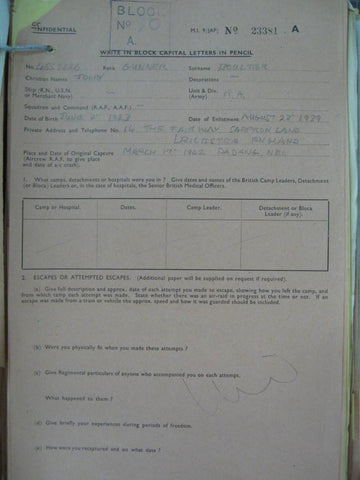 BLOCK
No 70
A.
CONFIDENTIAL
M.I. 9/JAP/ No 23381 A
WRITE IN BLOCK CAPITAL LETTERS IN PENCIL
No. Rank GUNNER Surname
Christian Names JOHN Decorations —
Ship (R.N., U.S.N. or Merchant Navy) — Unit & Div. (Army) R.A.
Squadron and Command (R.A.F., A.A.F.) —
Date of Birth JUNE 2 Date of Enlistment AUGUST 22 1939
Private Address and Telephone No. 14, THE FAIRWAY, SAFFRON LANE
LEICESTER ENGLAND
Place and Date of Original Capture MARCH 17 1942 PADANG NEI
(Aircrew R.A.F. to give place
and date of a/c crash).
1. What camps, detachments or hospitals were you in? Give dates and names of the British Camp Leaders, Detachment
(or Block) Leaders or, in the case of hospitals, the Senior British Medical Officers.
Camp or Hospital. Dates. Camp Leader. Detachment or Block Leader (if any).
2. ESCAPES OR ATTEMPTED ESCAPES. (Additional paper will be supplied on request if required).
(a) Give full description and approx. date of each attempt you made to escape, showing how you left the camp, and
from which camp each attempt was made. State whether there was an air-raid in progress at the time or not. If an
escape was made from a train or vehicle the approx. speed and how it was guarded should be included.
(b) Were you physically fit when you made these attempts?
(c) Give Regimental particulars of anyone who accompanied you on each attempt.
What happened to them?
(d) Give briefly your experiences during periods of freedom.
(e) How were you recaptured and on what date?